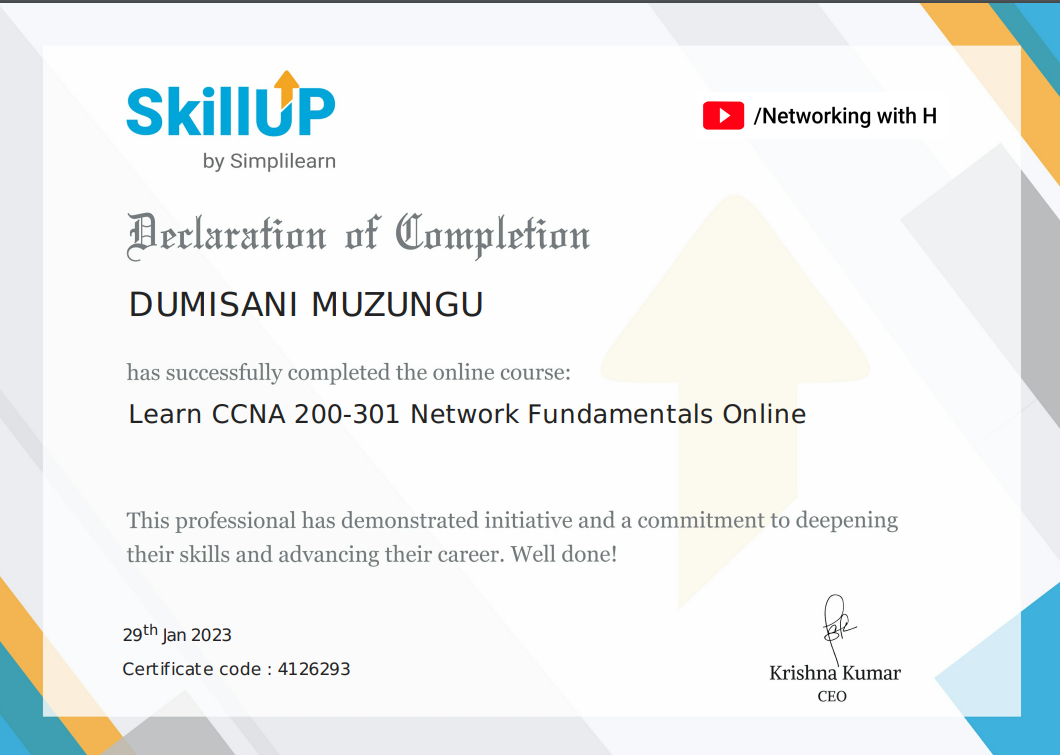 SkillUP
by Simplilearn
/Networking with H
Declaration of Completion
DUMISANI MUZUNGU
has successfully completed the online course:
Learn CCNA 200-301 Network Fundamentals Online
This professional has demonstrated initiative and a commitment to deepening
their skills and advancing their career. Well done!
29th Jan 2023
Certificate code : 4126293
Krishna Kumar
CEO